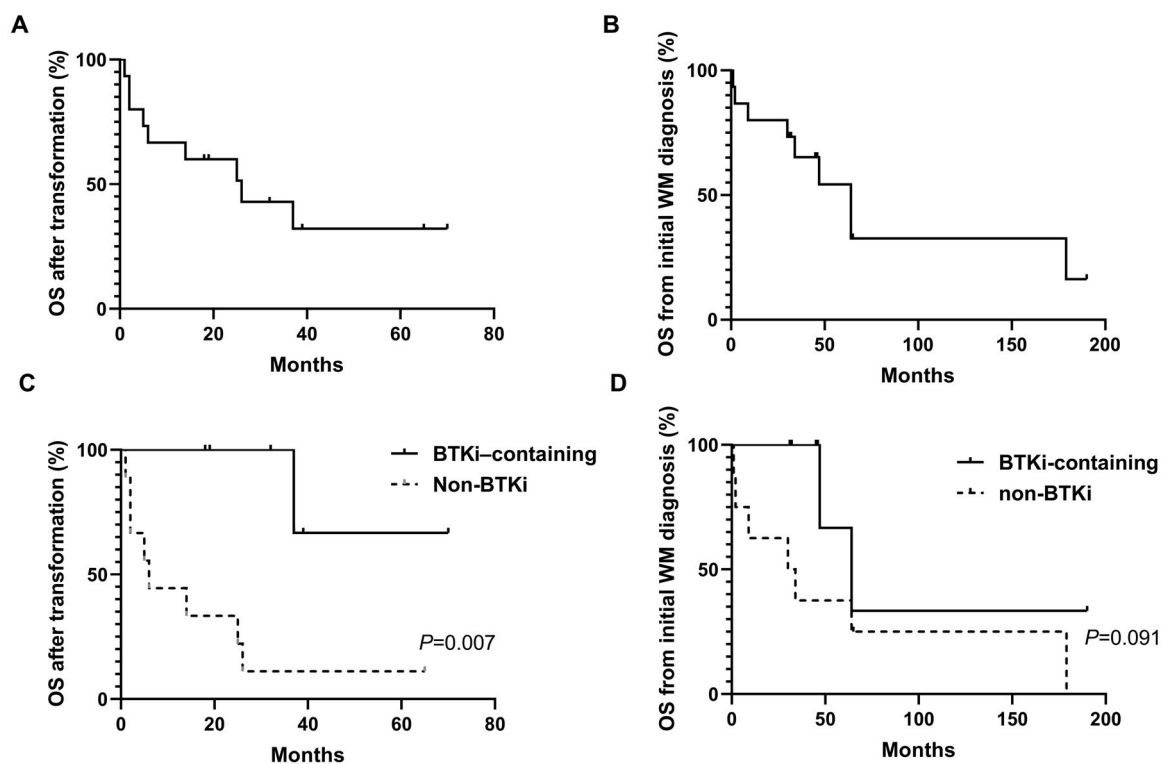 A
OS after transformation (%)
100
50
0
0 20 40 60 80
Months
B
OS from initial WM diagnosis (%)
100
50
0
0 50 100 150 200
Months
C
OS after transformation (%)
100
50
0
0 20 40 60 80
Months
BTKi–containing
Non-BTKi
P=0.007
D
OS from initial WM diagnosis (%)
100
50
0
0 50 100 150 200
Months
BTKi-containing
non-BTKi
P=0.091